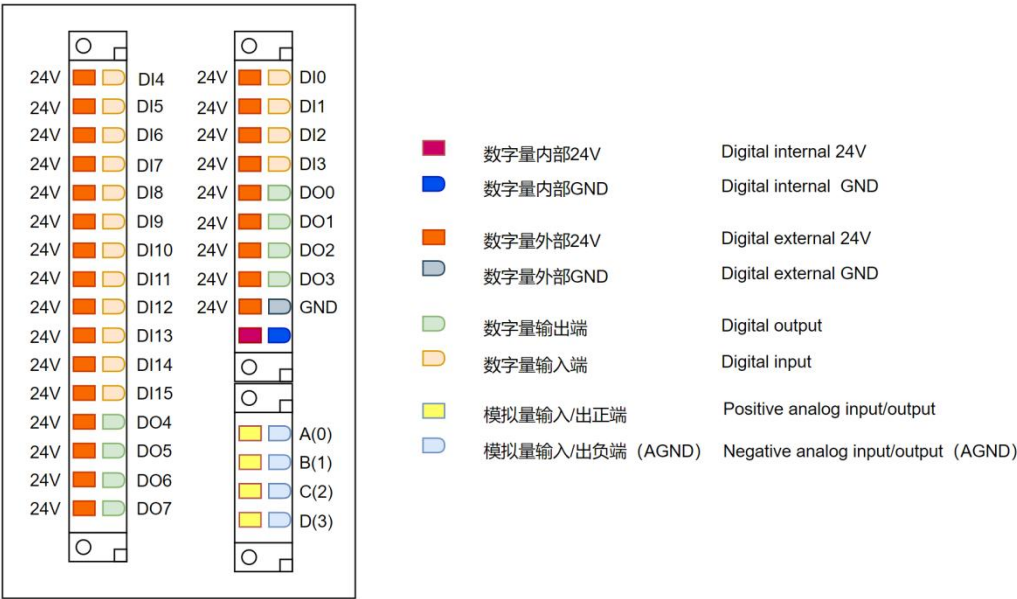 24V DI4 24V DI0
24V DI5 24V DI1
24V DI6 24V DI2
24V DI7 24V DI3
24V DI8 24V DO0
24V DI9 24V DO1
24V DI10 24V DO2
24V DI11 24V DO3
24V DI12 24V GND
24V DI13
24V DI14
24V DI15
24V DO4
24V DO5
24V DO6
24V DO7
A(0)
B(1)
C(2)
D(3)
数字量内部24V Digital internal 24V
数字量内部GND Digital internal GND
数字量外部24V Digital external 24V
数字量外部GND Digital external GND
数字量输出端 Digital output
数字量输入端 Digital input
模拟量输入/出正端 Positive analog input/output
模拟量输入/出负端（AGND） Negative analog input/output（AGND）